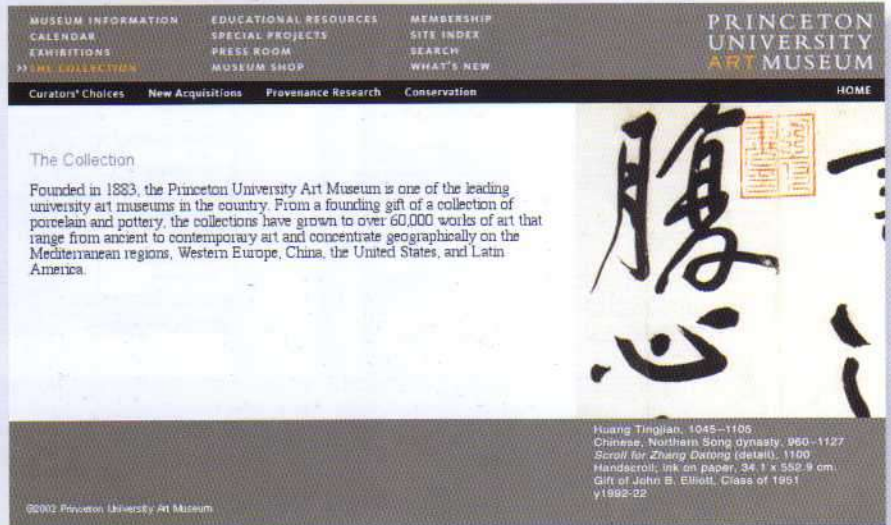 MUSEUM INFORMATION
CALENDAR
EXHIBITIONS
>>THE COLLECTION
EDUCATIONAL RESOURCES
SPECIAL PROJECTS
PRESS ROOM
MUSEUM SHOP
MEMBERSHIP
SITE INDEX
SEARCH
WHAT'S NEW
PRINCETON
UNIVERSITY
ART MUSEUM
Curators' Choices New Acquisitions Provenance Research Conservation HOME
The Collection
Founded in 1883, the Princeton University Art Museum is one of the leading
university art museums in the country. From a founding gift of a collection of
porcelain and pottery, the collections have grown to over 60,000 works of art that
range from ancient to contemporary art and concentrate geographically on the
Mediterranean regions, Western Europe, China, the United States, and Latin
America.
腹
心
Huang Tingjian, 1045–1105
Chinese, Northern Song dynasty, 960–1127
Scroll for Zhang Datong (detail), 1100
Handscroll; ink on paper, 34.1 x 552.9 cm.
Gift of John B. Elliott, Class of 1951
y1992-22
©2002 Princeton University Art Museum